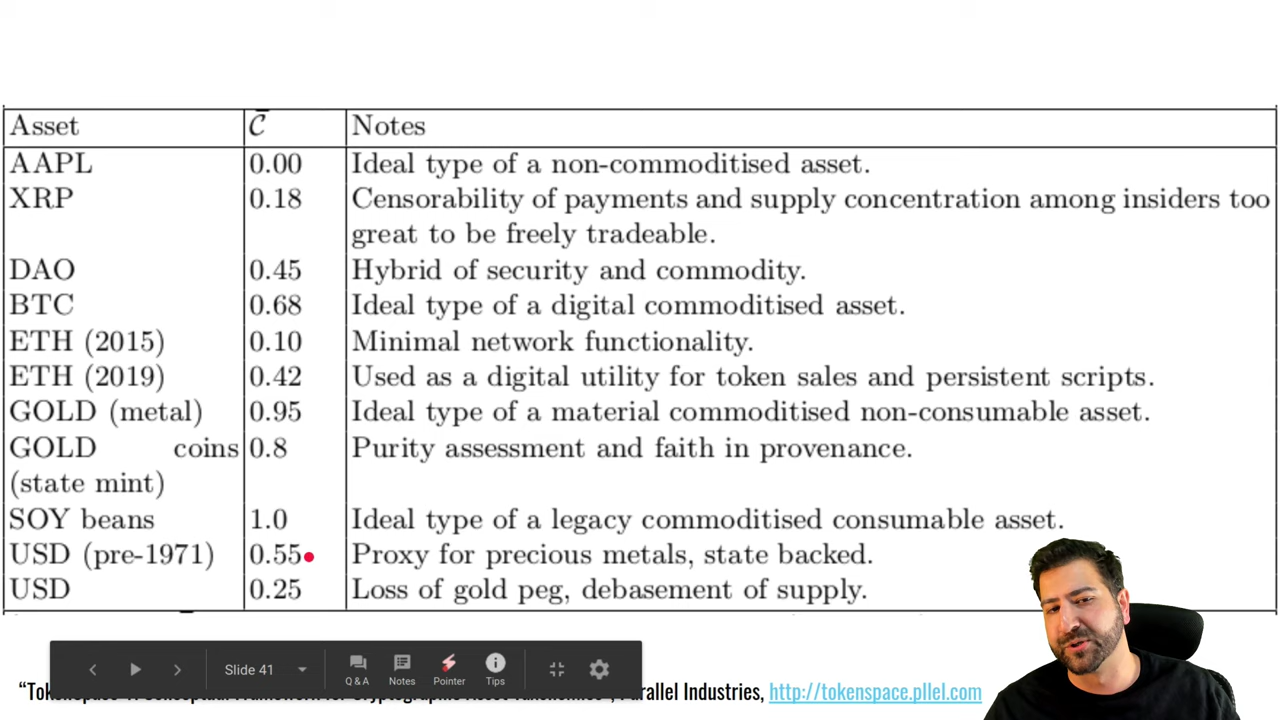 Asset C̄ Notes
AAPL 0.00 Ideal type of a non-commoditised asset.
XRP 0.18 Censorability of payments and supply concentration among insiders too
great to be freely tradeable.
DAO 0.45 Hybrid of security and commodity.
BTC 0.68 Ideal type of a digital commoditised asset.
ETH (2015) 0.10 Minimal network functionality.
ETH (2019) 0.42 Used as a digital utility for token sales and persistent scripts.
GOLD (metal) 0.95 Ideal type of a material commoditised non-consumable asset.
GOLD coins 0.8 Purity assessment and faith in provenance.
(state mint)
SOY beans 1.0 Ideal type of a legacy commoditised consumable asset.
USD (pre-1971) 0.55 Proxy for precious metals, state backed.
USD 0.25 Loss of gold peg, debasement of supply.
Slide 41
Q & A Notes Pointer Tips
Industries, http://tokenspace.pllel.com